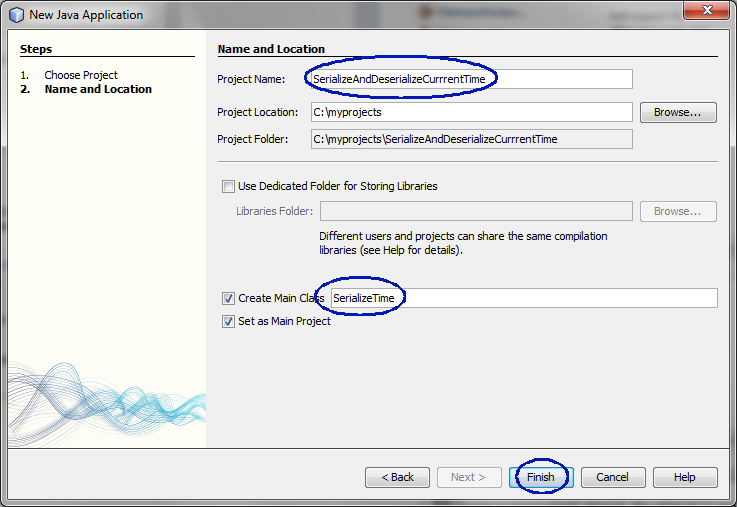 New Java Application
Steps
1. Choose Project
2. Name and Location
Name and Location
Project Name: SerializeAndDeserializeCurrrentTime
Project Location: C:\myprojects Browse...
Project Folder: C:\myprojects\SerializeAndDeserializeCurrrentTime
Use Dedicated Folder for Storing Libraries
Libraries Folder: Browse...
Different users and projects can share the same compilation
libraries (see Help for details).
Create Main Class SerializeTime
Set as Main Project
< Back Next > Finish Cancel Help